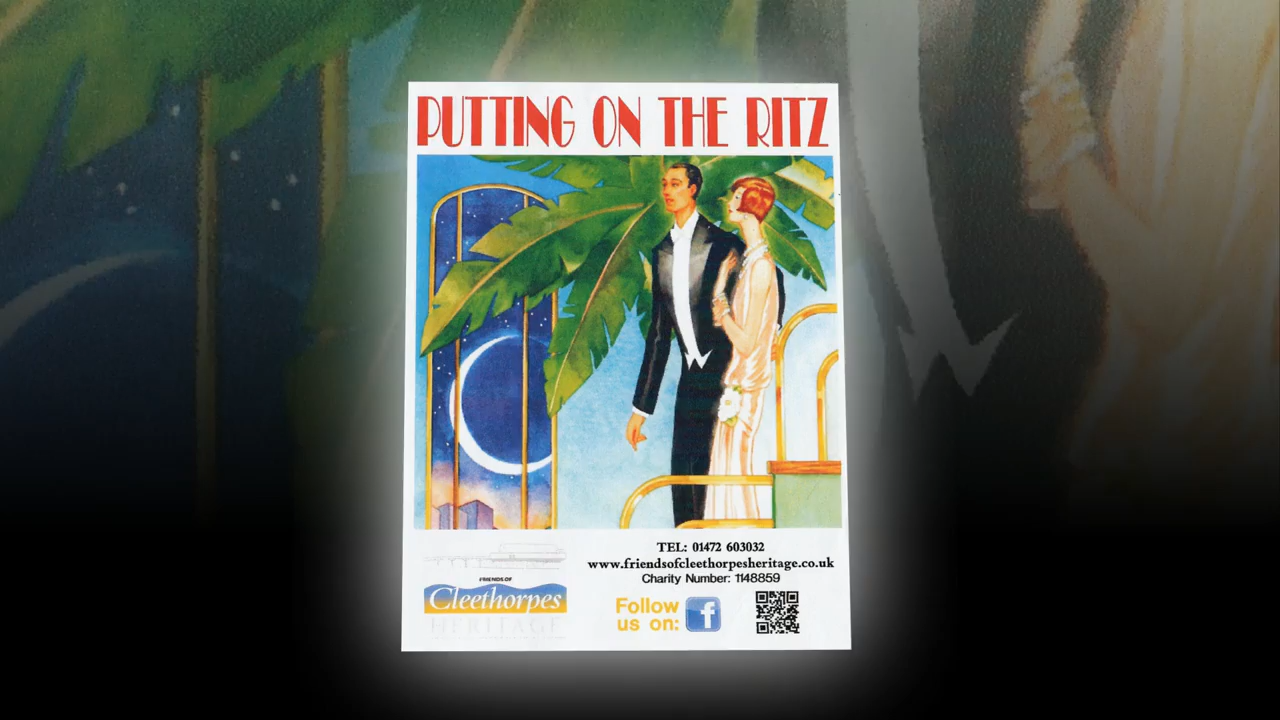 PUTTING ON THE RITZ
TEL: 01472 603032
www.friendsofcleethorpesheritage.co.uk
Charity Number: 1148859
FRIENDS OF
Cleethorpes
HERITAGE
Follow
us on:
f